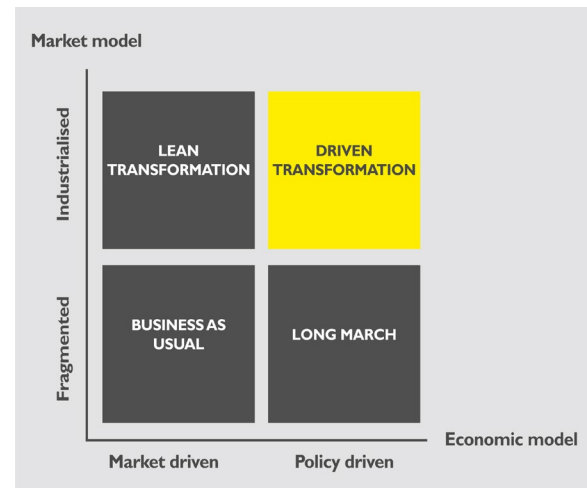 Market model
Industrialised
LEAN
TRANSFORMATION
DRIVEN
TRANSFORMATION
Fragmented
BUSINESS AS
USUAL
LONG MARCH
Economic model
Market driven
Policy driven